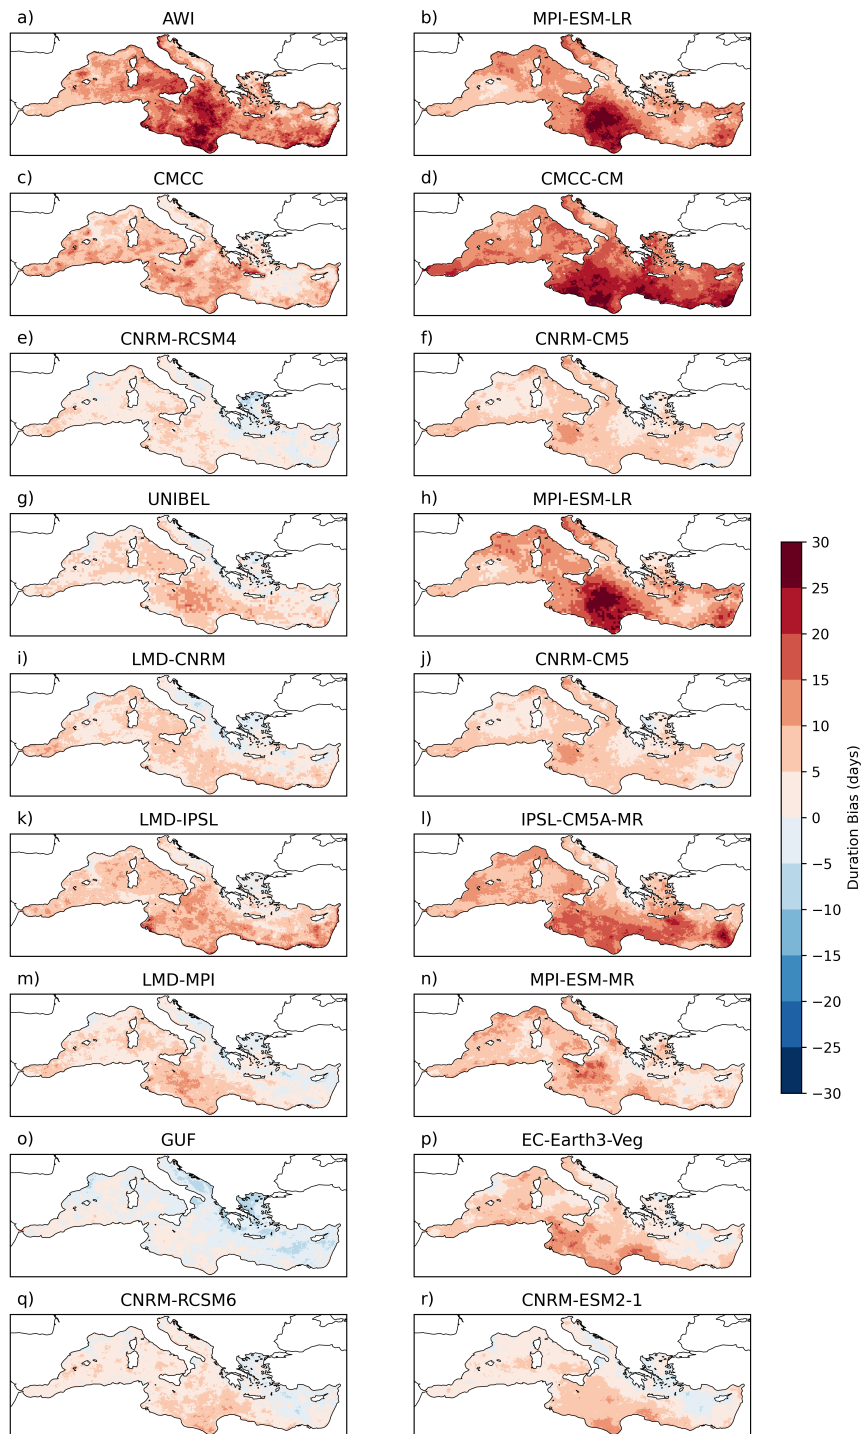 a) AWI
b) MPI-ESM-LR
c) CMCC
d) CMCC-CM
e) CNRM-RCSM4
f) CNRM-CM5
g) UNIBEL
h) MPI-ESM-LR
i) LMD-CNRM
j) CNRM-CM5
k) LMD-IPSL
l) IPSL-CM5A-MR
m) LMD-MPI
n) MPI-ESM-MR
o) GUF
p) EC-Earth3-Veg
q) CNRM-RCSM6
r) CNRM-ESM2-1
30
25
20
15
10
5
0
−5
−10
−15
−20
−25
−30
Duration Bias (days)